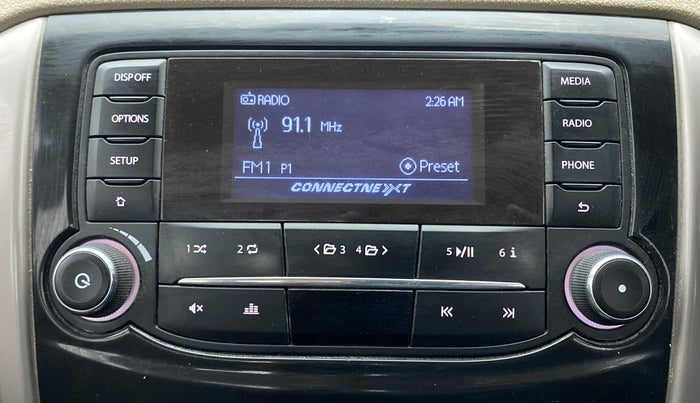 DISP OFF
OPTIONS
SETUP
RADIO 2:26 AM
91.1 MHz
FM1 P1 Preset
CONNECTNEXT
MEDIA
RADIO
PHONE
1 2 3 4 5 6 i